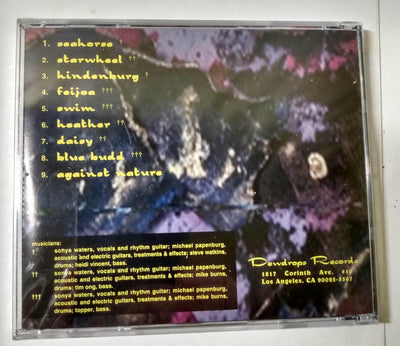 1. seahorse †
2. starwheel ††
3. hindenburg †
4. feijoa †††
5. swim †††
6. heather ††
7. daisy ††
8. blue budd †††
9. against nature
musicians:
† sonya waters, vocals and rhythm guitar; michael papenburg,
acoustic and electric guitars, treatments & effects; steve watkins,
drums; heidi vincent, bass.
†† sonya waters, vocals and rhythm guitar; michael papenburg,
acoustic and electric guitars, treatments & effects; mike burns,
drums; tim ong, bass.
††† sonya waters, vocals and rhythm guitar; michael papenburg,
acoustic and electric guitars, treatments & effects; mike burns,
drums; topper, bass.
Dewdrops Records
1817 Corinth Ave. #10
Los Angeles, CA 90025-5567